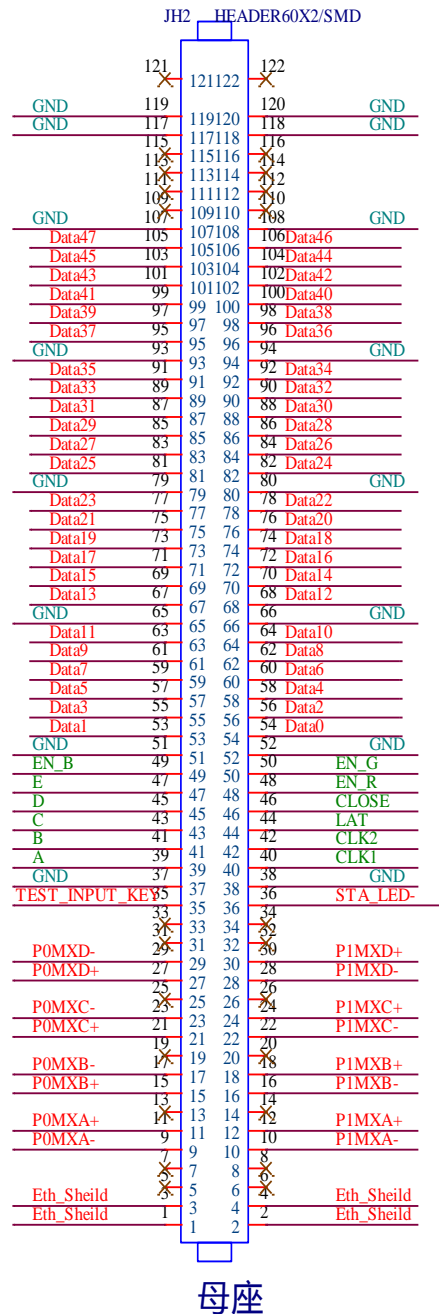 JH2 HEADER60X2/SMD
121 121122 122
GND 119 119120 120 GND
GND 117 117118 118 GND
115 115116 116
113 113114 114
111 111112 112
109 109110 110
GND 107 107108 108 GND
Data47 105 105106 106 Data46
Data45 103 103104 104 Data44
Data43 101 101102 102 Data42
Data41 99 99 100 100 Data40
Data39 97 97 98 98 Data38
Data37 95 95 96 96 Data36
GND 93 93 94 94 GND
Data35 91 91 92 92 Data34
Data33 89 89 90 90 Data32
Data31 87 87 88 88 Data30
Data29 85 85 86 86 Data28
Data27 83 83 84 84 Data26
Data25 81 81 82 82 Data24
GND 79 79 80 80 GND
Data23 77 77 78 78 Data22
Data21 75 75 76 76 Data20
Data19 73 73 74 74 Data18
Data17 71 71 72 72 Data16
Data15 69 69 70 70 Data14
Data13 67 67 68 68 Data12
GND 65 65 66 66 GND
Data11 63 63 64 64 Data10
Data9 61 61 62 62 Data8
Data7 59 59 60 60 Data6
Data5 57 57 58 58 Data4
Data3 55 55 56 56 Data2
Data1 53 53 54 54 Data0
GND 51 51 52 52 GND
EN_B 49 49 50 50 EN_G
E 47 47 48 48 EN_R
D 45 45 46 46 CLOSE
C 43 43 44 44 LAT
B 41 41 42 42 CLK2
A 39 39 40 40 CLK1
GND 37 37 38 38 GND
TEST_INPUT_KEY 35 35 36 36 STA_LED-
33 33 34 34
31 31 32 32
P0MXD- 29 29 30 30 P1MXD+
P0MXD+ 27 27 28 28 P1MXD-
25 25 26 26
P0MXC- 23 23 24 24 P1MXC+
P0MXC+ 21 21 22 22 P1MXC-
19 19 20 20
P0MXB- 17 17 18 18 P1MXB+
P0MXB+ 15 15 16 16 P1MXB-
13 13 14 14
P0MXA+ 11 11 12 12 P1MXA+
P0MXA- 9 9 10 10 P1MXA-
7 7 8 8
5 5 6 6
Eth_Sheild 3 3 4 4 Eth_Sheild
Eth_Sheild 1 1 2 2 Eth_Sheild
母座